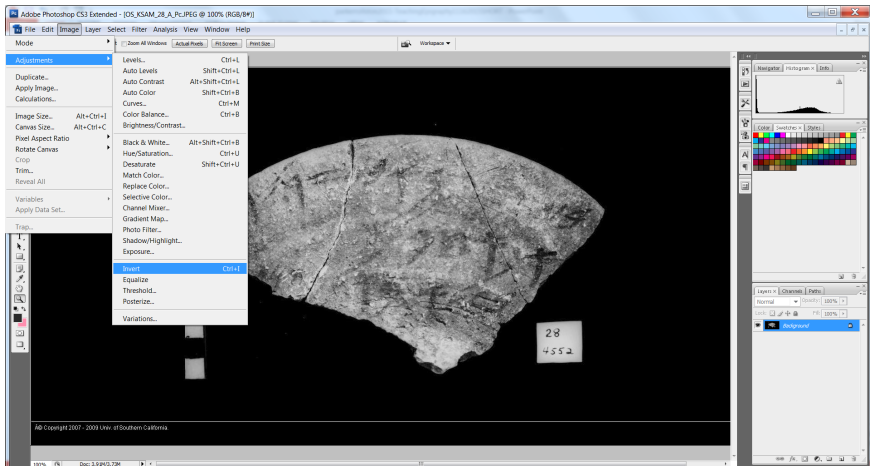 Adobe Photoshop CS3 Extended - [OS_KSAM_28_A_Pc.JPEG @ 100% (RGB/8#)]
File Edit Image Layer Select Filter Analysis View Window Help
Zoom All Windows Actual Pixels Fit Screen Print Size Workspace
Mode
Adjustments
Duplicate...
Apply Image...
Calculations...
Image Size... Alt+Ctrl+I
Canvas Size... Alt+Ctrl+C
Pixel Aspect Ratio
Rotate Canvas
Crop
Trim...
Reveal All
Variables
Apply Data Set...
Trap...
Levels... Ctrl+L
Auto Levels Shift+Ctrl+L
Auto Contrast Alt+Shift+Ctrl+L
Auto Color Shift+Ctrl+B
Curves... Ctrl+M
Color Balance... Ctrl+B
Brightness/Contrast...
Black & White... Alt+Shift+Ctrl+B
Hue/Saturation... Ctrl+U
Desaturate Shift+Ctrl+U
Match Color...
Replace Color...
Selective Color...
Channel Mixer...
Gradient Map...
Photo Filter...
Shadow/Highlight...
Exposure...
Invert Ctrl+I
Equalize
Threshold...
Posterize...
Variations...
28
4552
Â© Copyright 2007 - 2009 Univ. of Southern California.
100% Doc: 3.91M/3.73M
Navigator Histogram × Info
Color Swatches × Styles
Layers × Channels Paths
Normal Opacity: 100%
Lock: Fill: 100%
Background